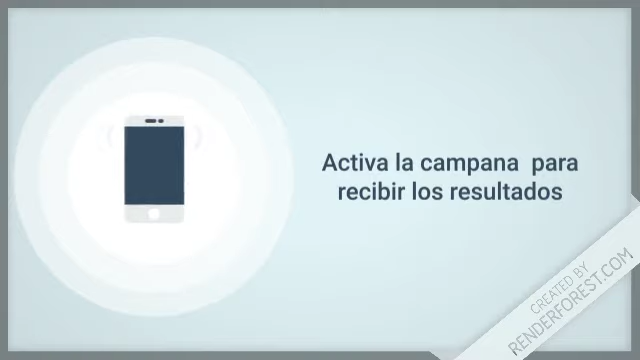 Activa la campana  para
recibir los resultados
CREATED BY
RENDERFOREST.COM